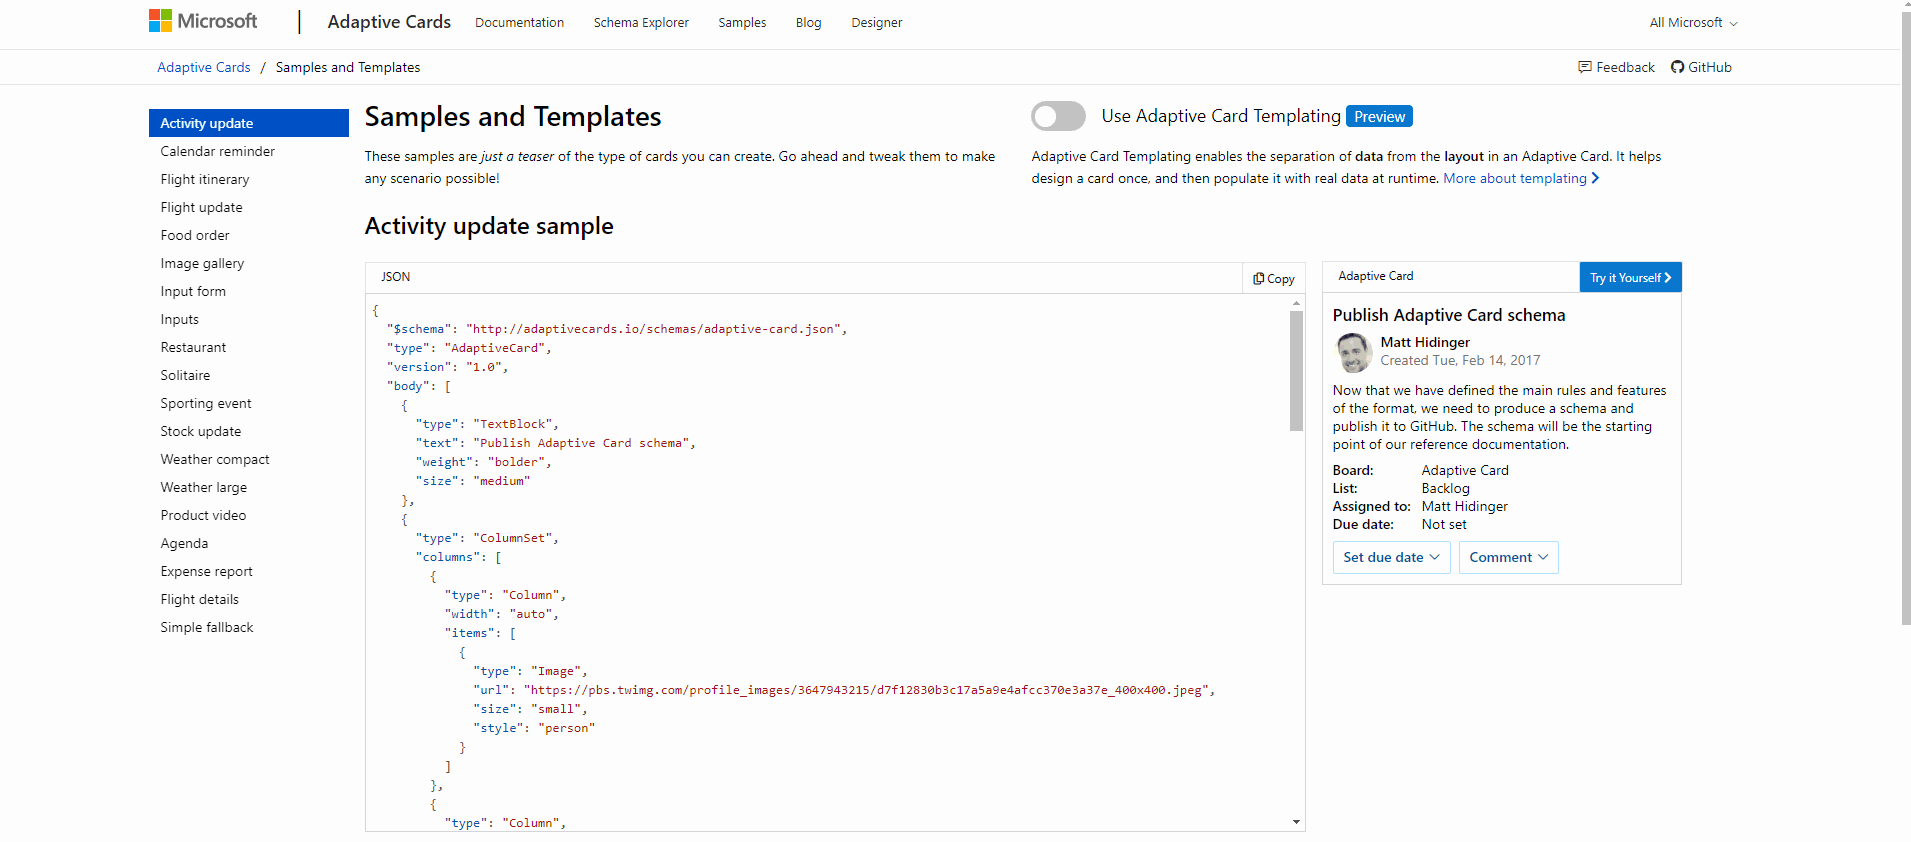 Microsoft
Adaptive Cards
Documentation
Schema Explorer
Samples
Blog
Designer
All Microsoft
Adaptive Cards / Samples and Templates
Feedback
GitHub
Activity update
Calendar reminder
Flight itinerary
Flight update
Food order
Image gallery
Input form
Inputs
Restaurant
Solitaire
Sporting event
Stock update
Weather compact
Weather large
Product video
Agenda
Expense report
Flight details
Simple fallback
Samples and Templates
These samples are just a teaser of the type of cards you can create. Go ahead and tweak them to make
any scenario possible!
Use Adaptive Card Templating Preview
Adaptive Card Templating enables the separation of data from the layout in an Adaptive Card. It helps
design a card once, and then populate it with real data at runtime. More about templating
Activity update sample
JSON
Copy
{
"$schema": "http://adaptivecards.io/schemas/adaptive-card.json",
"type": "AdaptiveCard",
"version": "1.0",
"body": [
{
"type": "TextBlock",
"text": "Publish Adaptive Card schema",
"weight": "bolder",
"size": "medium"
},
{
"type": "ColumnSet",
"columns": [
{
"type": "Column",
"width": "auto",
"items": [
{
"type": "Image",
"url": "https://pbs.twimg.com/profile_images/3647943215/d7f12830b3c17a5a9e4afcc370e3a37e_400x400.jpeg",
"size": "small",
"style": "person"
}
]
},
{
"type": "Column",
Adaptive Card
Try it Yourself
Publish Adaptive Card schema
Matt Hidinger
Created Tue, Feb 14, 2017
Now that we have defined the main rules and features
of the format, we need to produce a schema and
publish it to GitHub. The schema will be the starting
point of our reference documentation.
Board: Adaptive Card
List: Backlog
Assigned to: Matt Hidinger
Due date: Not set
Set due date
Comment